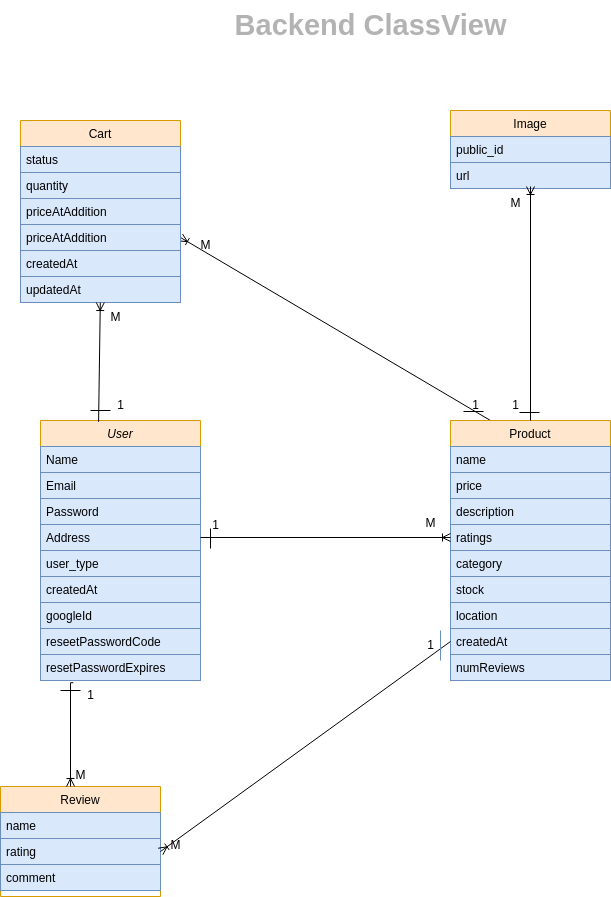 Backend ClassView
Cart
status
quantity
priceAtAddition
priceAtAddition
createdAt
updatedAt
Image
public_id
url
M
M
M
1
1
1
User
Name
Email
Password
Address
user_type
createdAt
googleId
reseetPasswordCode
resetPasswordExpires
1
M
Product
name
price
description
ratings
category
stock
location
createdAt
numReviews
1
1
M
M
Review
name
rating
comment